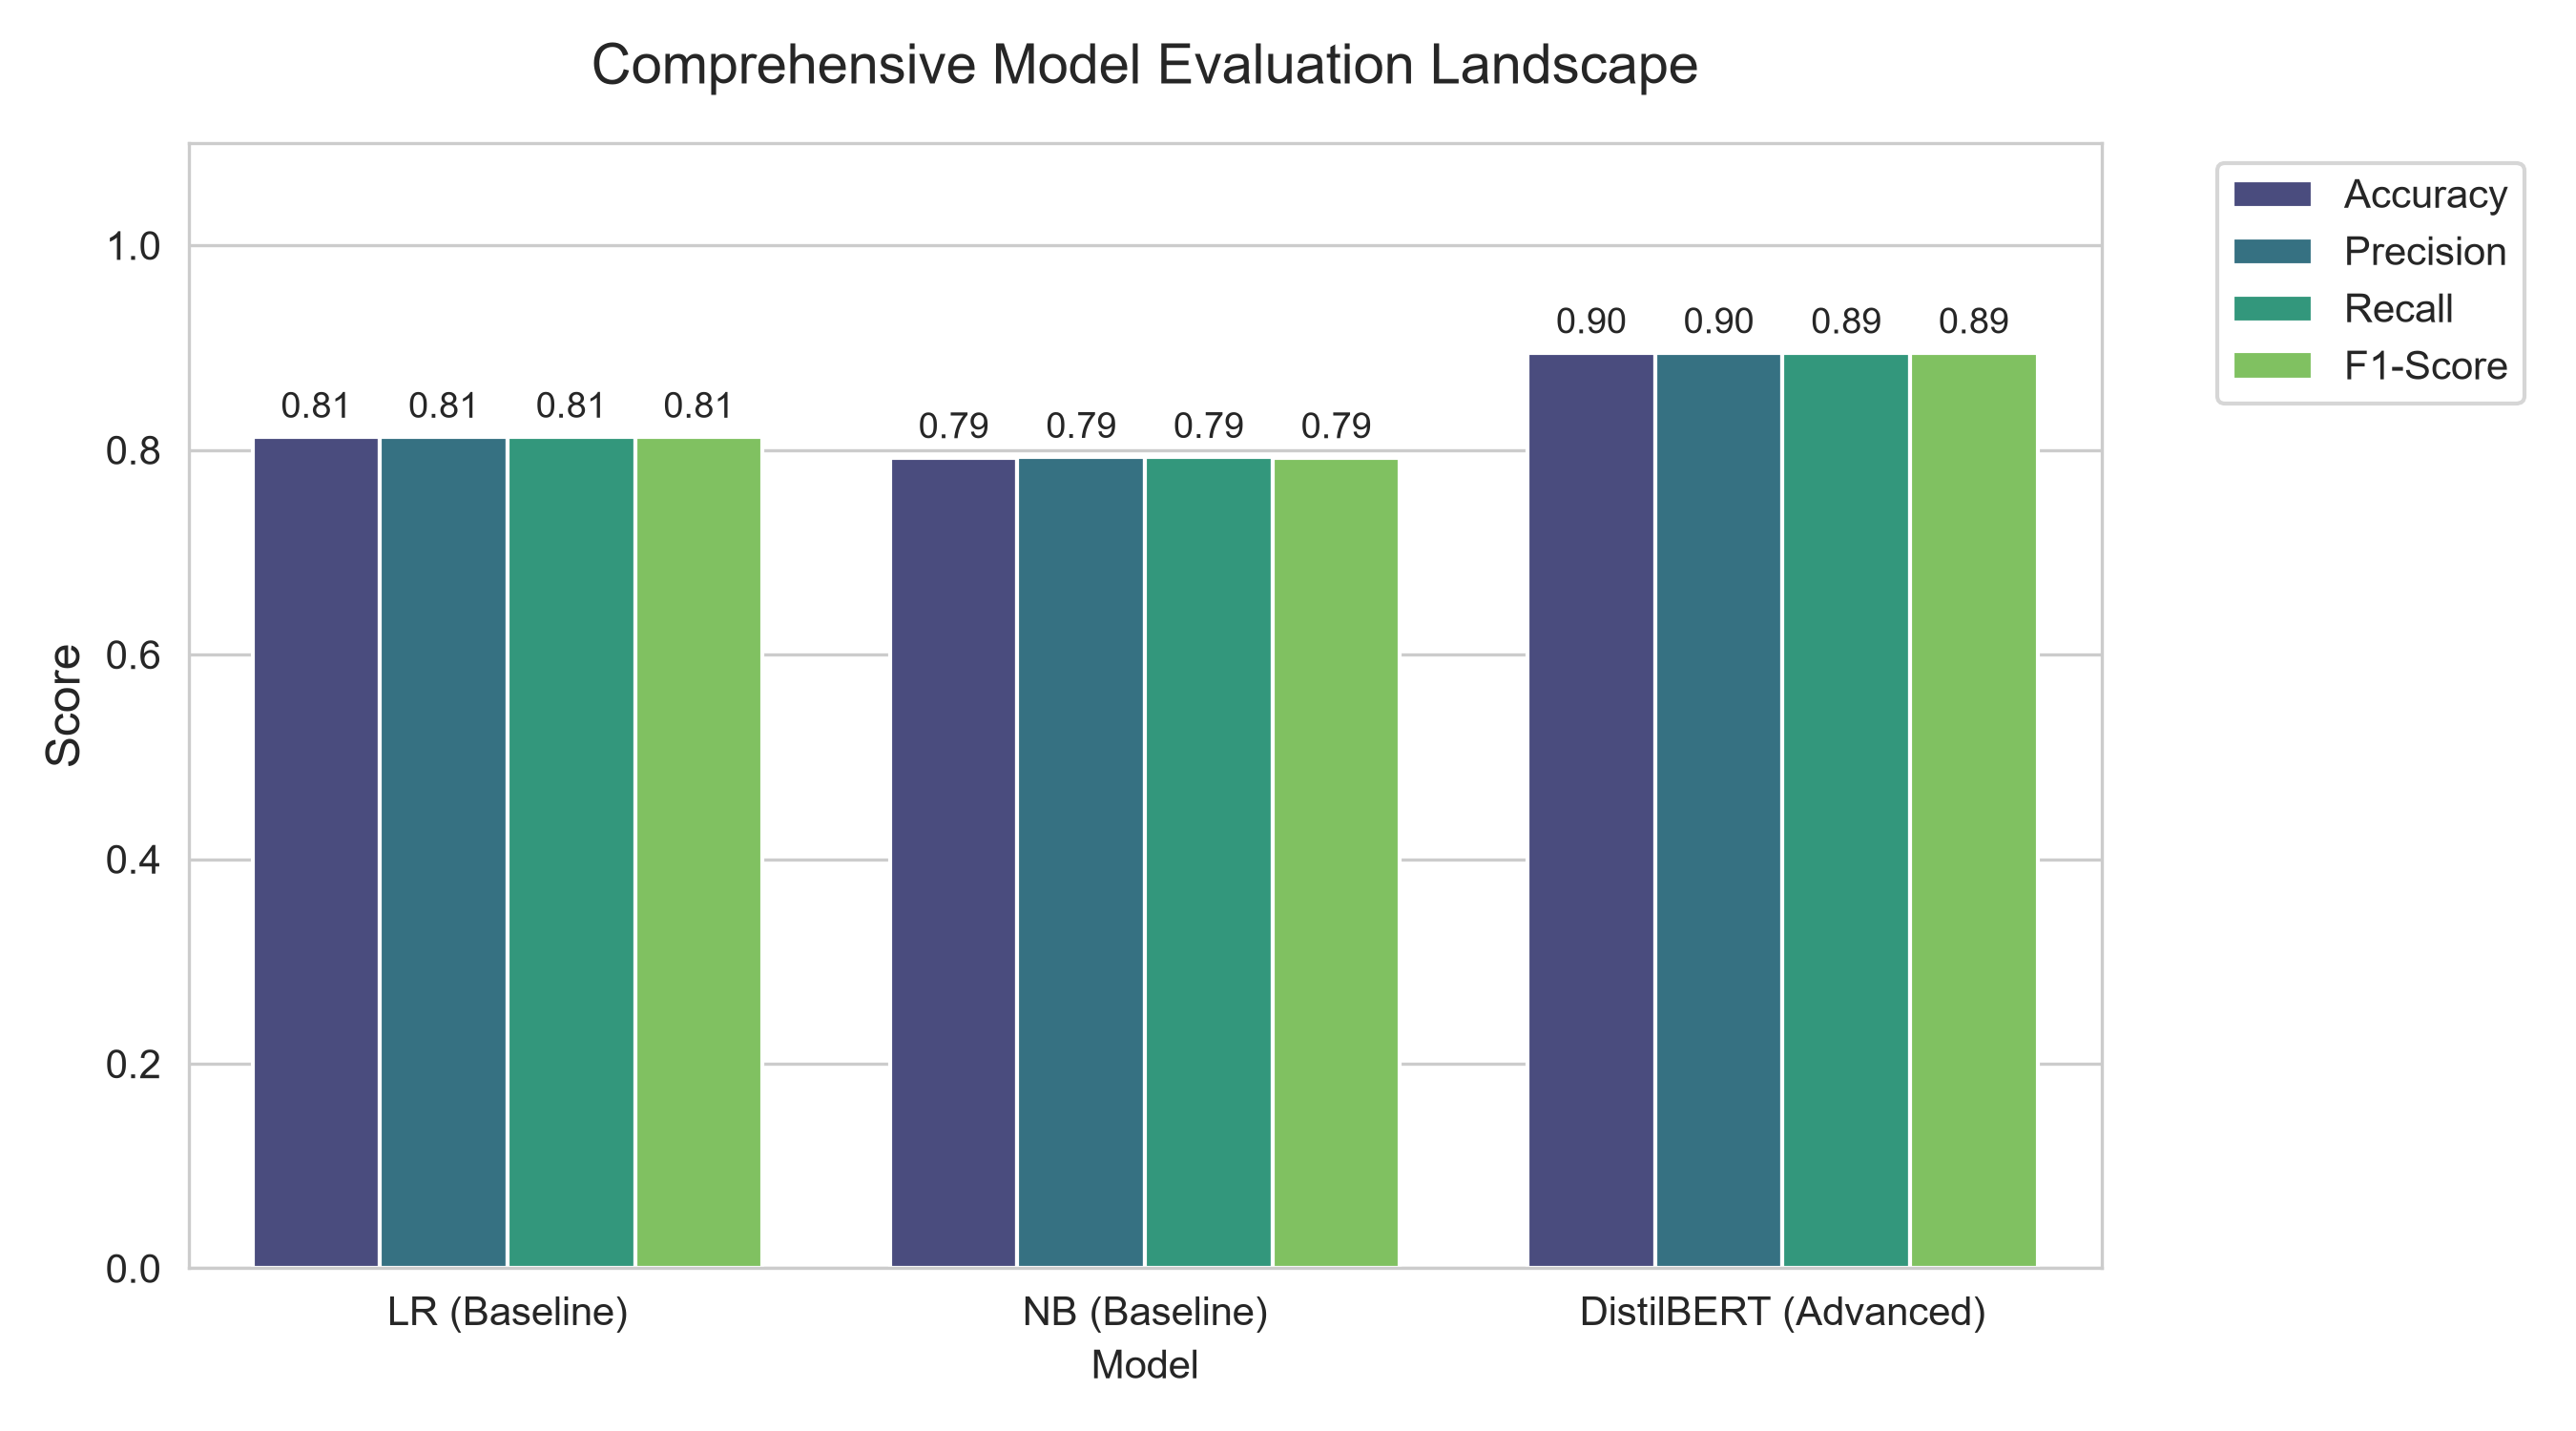 Comprehensive Model Evaluation Landscape
Accuracy
Precision
Recall
F1-Score
Score
1.0
0.8
0.6
0.4
0.2
0.0
0.81 0.81 0.81 0.81
0.79 0.79 0.79 0.79
0.90 0.90 0.89 0.89
LR (Baseline) NB (Baseline) DistilBERT (Advanced)
Model